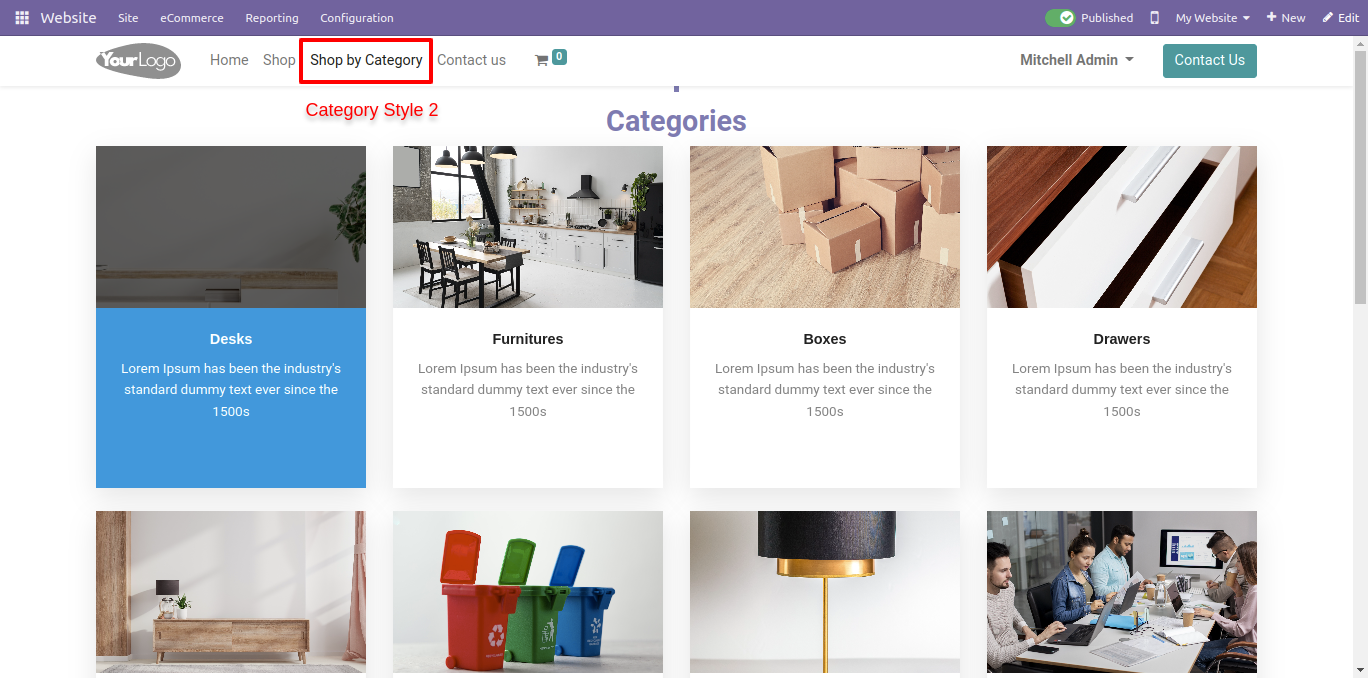 Website Site eCommerce Reporting Configuration Published My Website New Edit
YourLogo Home Shop Shop by Category Contact us 0 Mitchell Admin Contact Us
Category Style 2
Categories
Desks
Lorem Ipsum has been the industry's
standard dummy text ever since the
1500s
Furnitures
Lorem Ipsum has been the industry's
standard dummy text ever since the
1500s
Boxes
Lorem Ipsum has been the industry's
standard dummy text ever since the
1500s
Drawers
Lorem Ipsum has been the industry's
standard dummy text ever since the
1500s